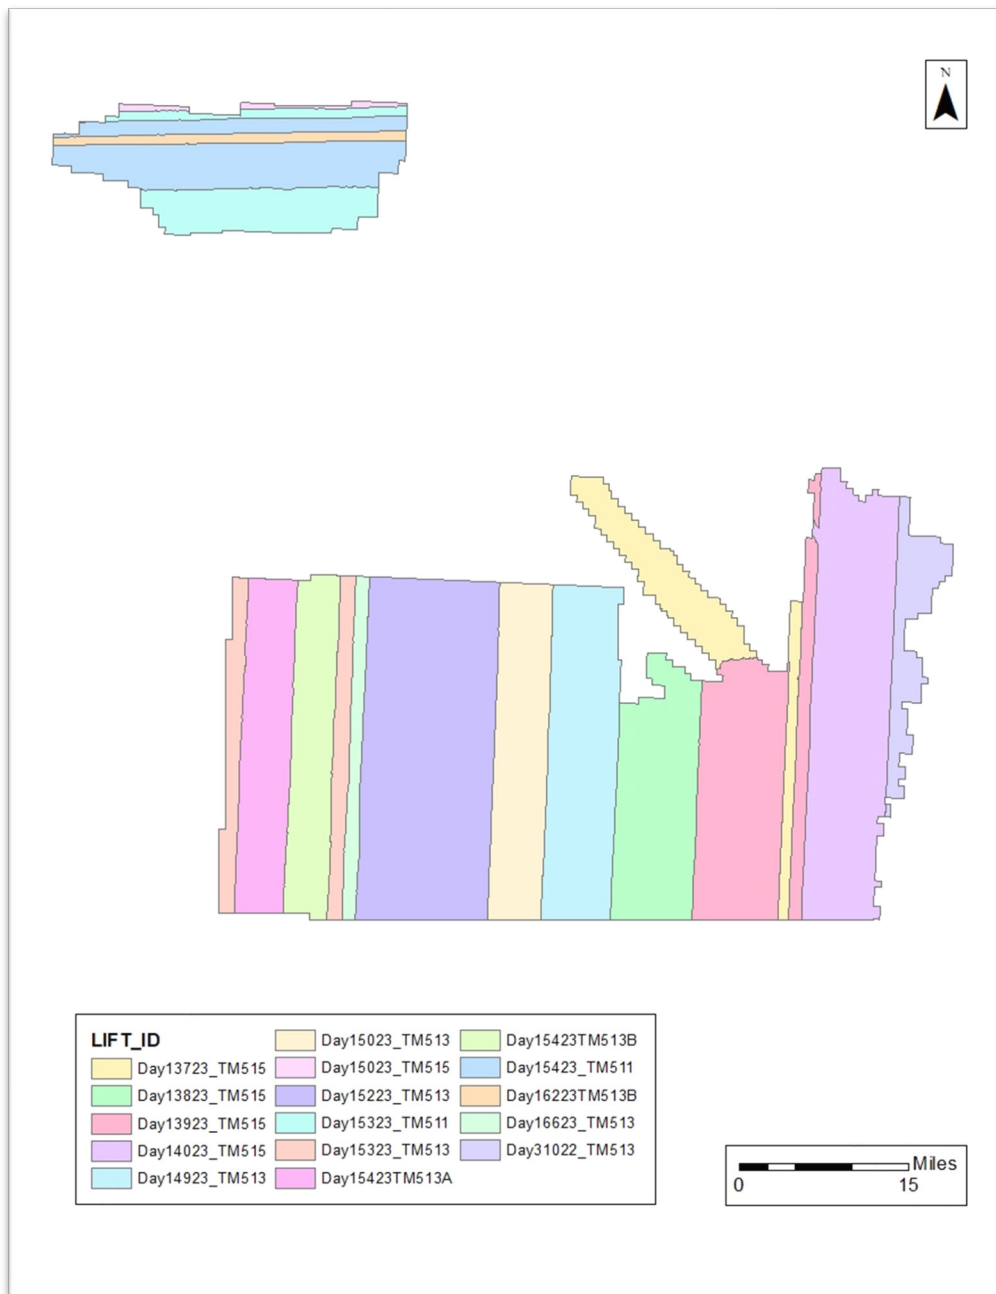 N
LIFT_ID
Day13723_TM515
Day13823_TM515
Day13923_TM515
Day14023_TM515
Day14923_TM513
Day15023_TM513
Day15023_TM515
Day15223_TM513
Day15323_TM511
Day15323_TM513
Day15423TM513A
Day15423TM513B
Day15423_TM511
Day16223TM513B
Day16623_TM513
Day31022_TM513
Miles
0 15